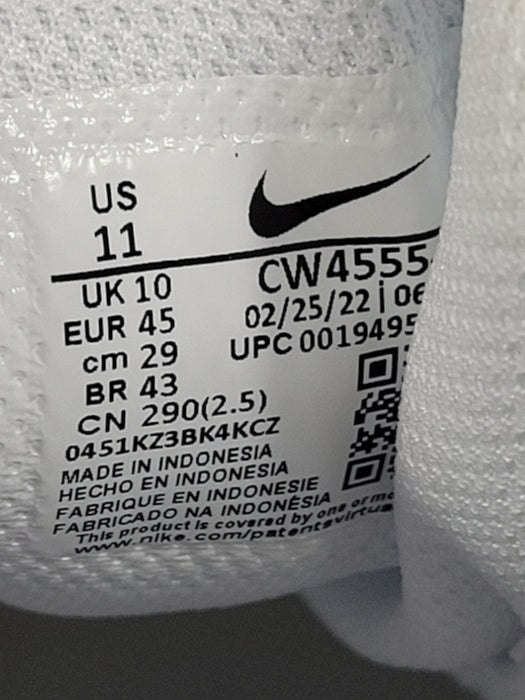 US
11
UK 10
EUR 45
cm 29
BR 43
CN 290(2.5)
CW4555-
02/25/22 | 06
UPC 0019495
0451KZ3BK4KCZ
MADE IN INDONESIA
HECHO EN INDONESIA
FABRIQUE EN INDONESIE
FABRICADO NA INDONÉSIA
This product is covered by one or mo
www.nike.com/patentsvirtua